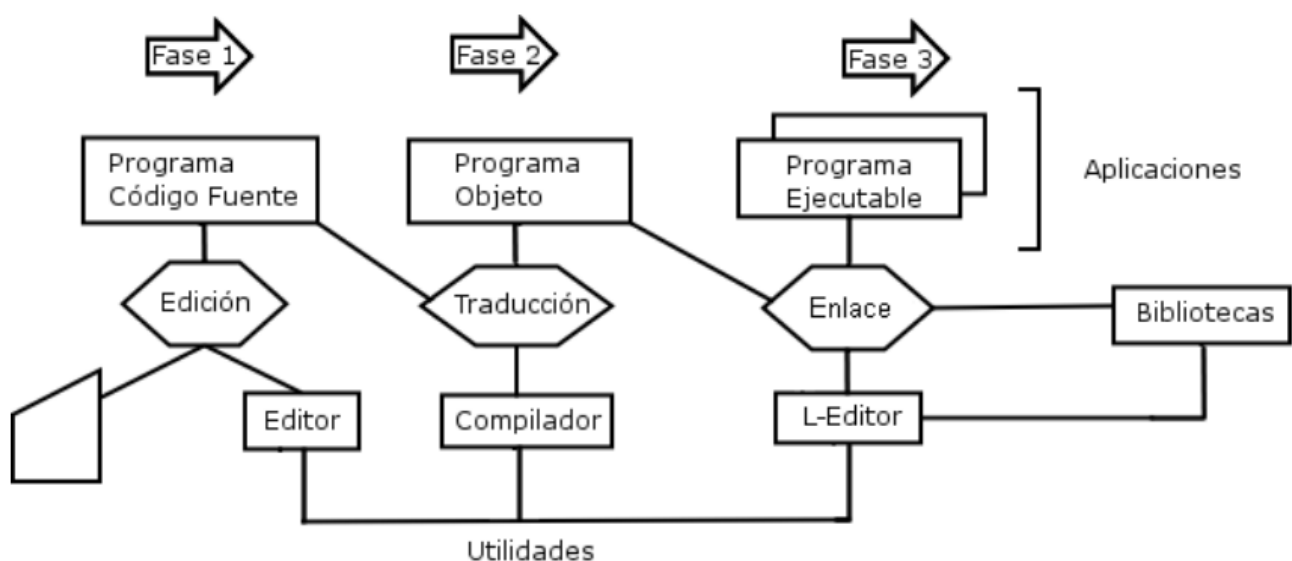 Fase 1
Fase 2
Fase 3
Programa
Código Fuente
Programa
Objeto
Programa
Ejecutable
Aplicaciones
Edición
Traducción
Enlace
Bibliotecas
Editor
Compilador
L-Editor
Utilidades